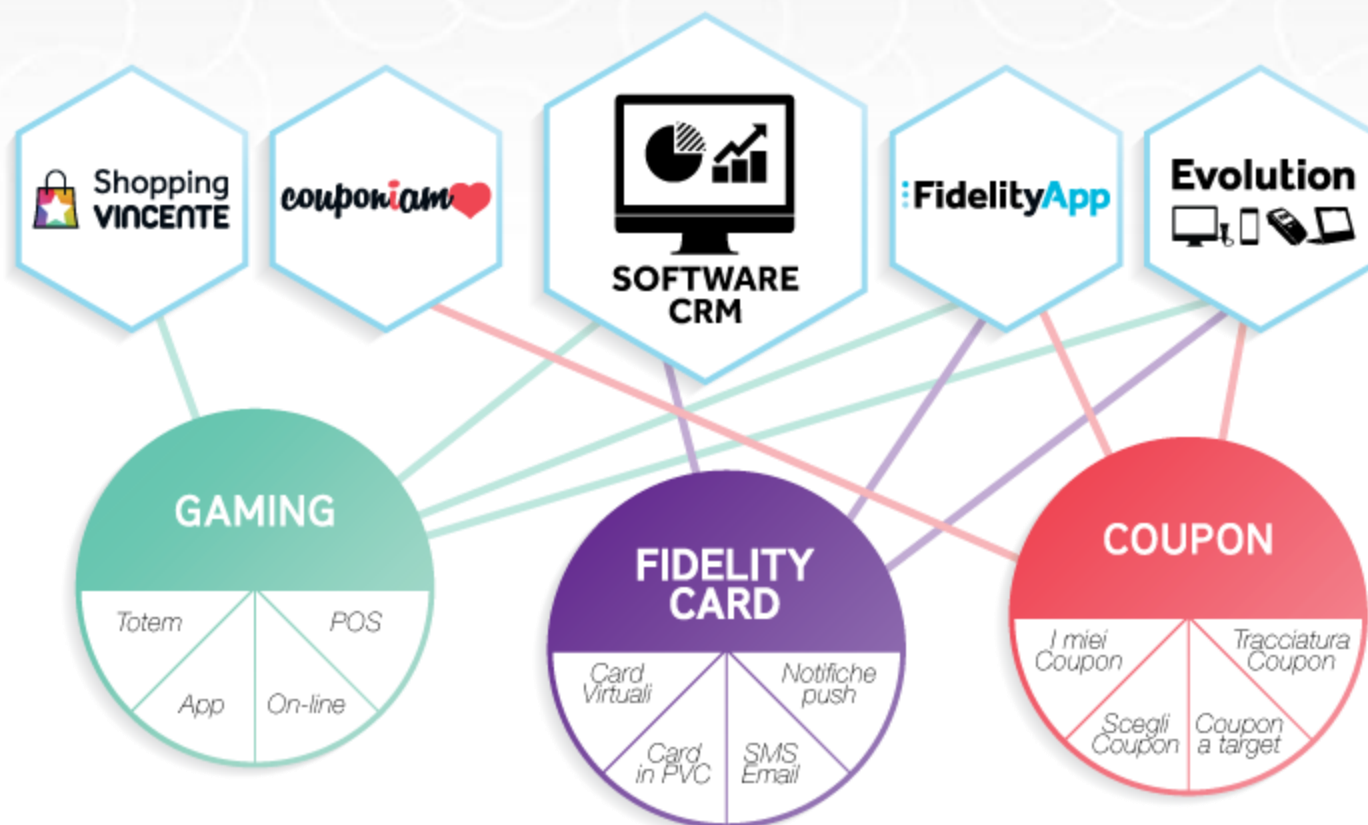 Shopping
VINCENTE
couponiam
SOFTWARE
CRM
FidelityApp
Evolution
GAMING
Totem
App
On-line
POS
FIDELITY
CARD
Card
Virtuali
Card
in PVC
SMS
Email
Notifiche
push
COUPON
I miei
Coupon
Scegli
Coupon
Coupon
a target
Tracciatura
Coupon